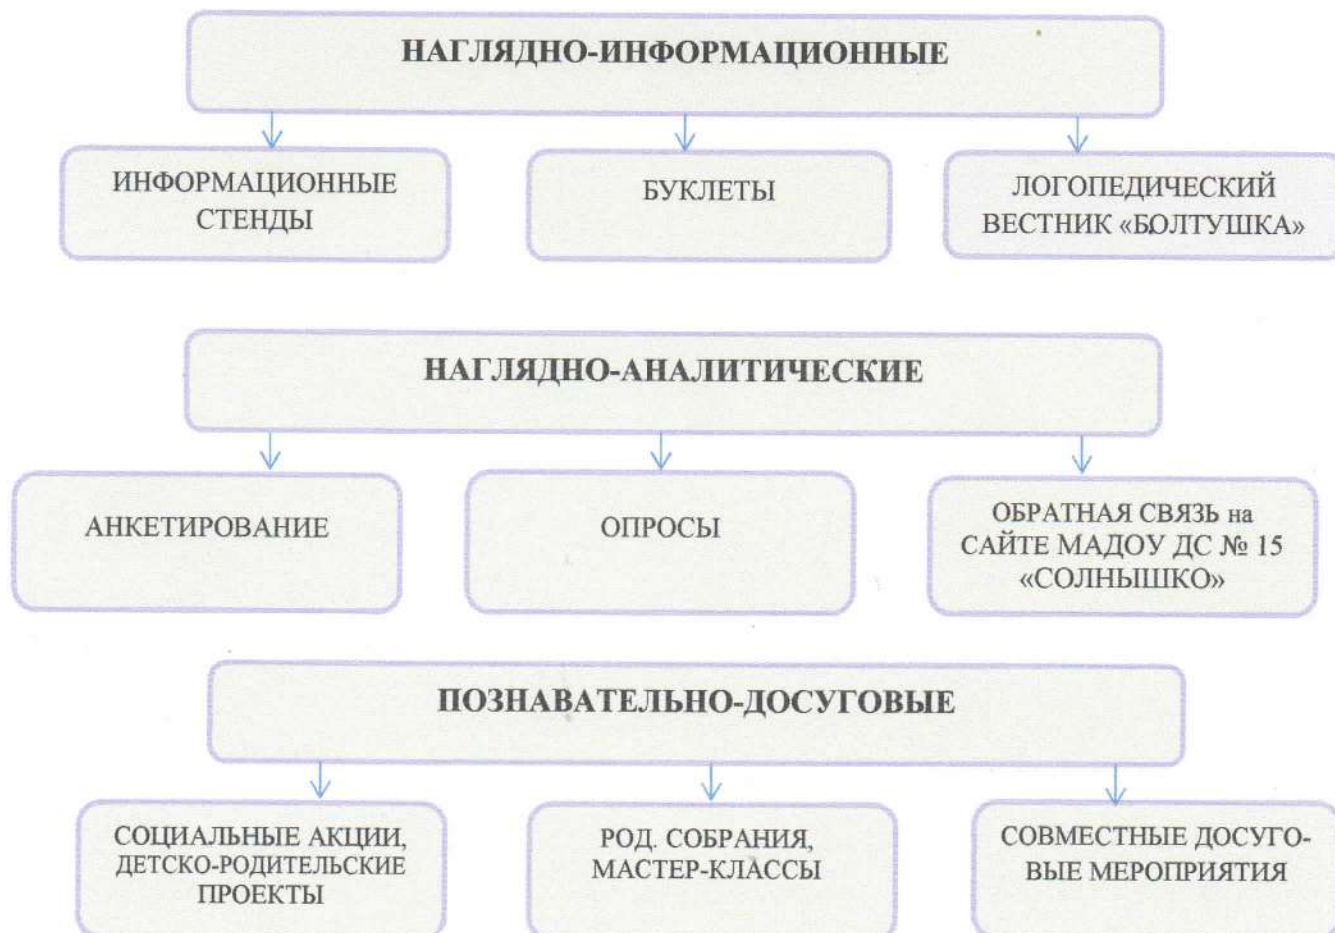 НАГЛЯДНО-ИНФОРМАЦИОННЫЕ
ИНФОРМАЦИОННЫЕ
СТЕНДЫ
БУКЛЕТЫ
ЛОГОПЕДИЧЕСКИЙ
ВЕСТНИК «БОЛТУШКА»
НАГЛЯДНО-АНАЛИТИЧЕСКИЕ
АНКЕТИРОВАНИЕ
ОПРОСЫ
ОБРАТНАЯ СВЯЗЬ на
САЙТЕ МАДОУ ДС № 15
«СОЛНЫШКО»
ПОЗНАВАТЕЛЬНО-ДОСУГОВЫЕ
СОЦИАЛЬНЫЕ АКЦИИ,
ДЕТСКО-РОДИТЕЛЬСКИЕ
ПРОЕКТЫ
РОД. СОБРАНИЯ,
МАСТЕР-КЛАССЫ
СОВМЕСТНЫЕ ДОСУГО-
ВЫЕ МЕРОПРИЯТИЯ